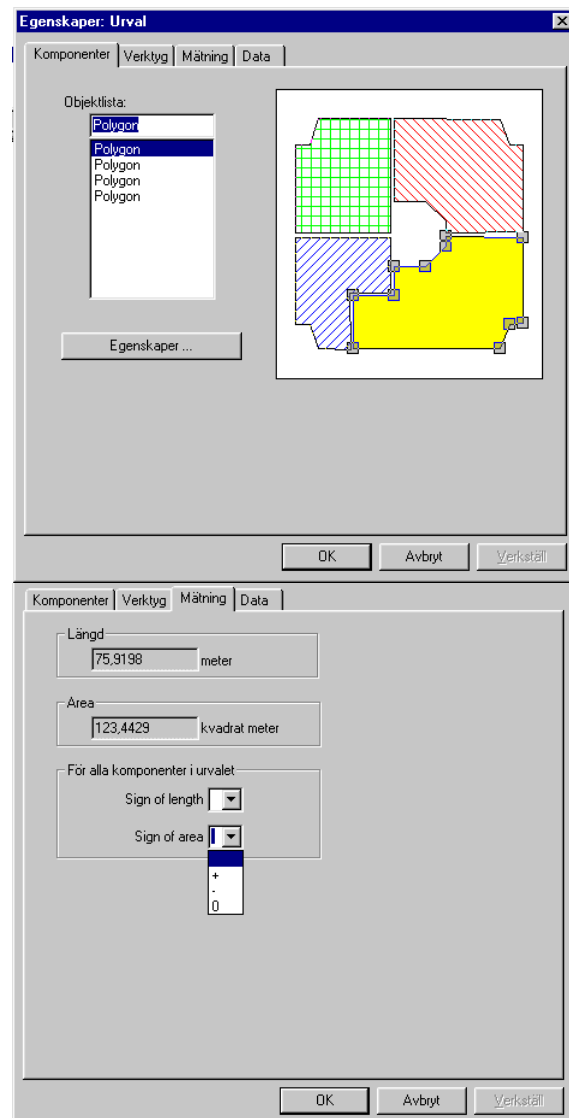 Egenskaper: Urval
Komponenter Verktyg Mätning Data
Objektlista:
Polygon
Polygon
Polygon
Polygon
Polygon
Egenskaper ...
OK Avbryt Verkställ
Komponenter Verktyg Mätning Data
Längd
75,9198 meter
Area
123,4429 kvadrat meter
För alla komponenter i urvalet
Sign of length
Sign of area
+
-
0
OK Avbryt Verkställ